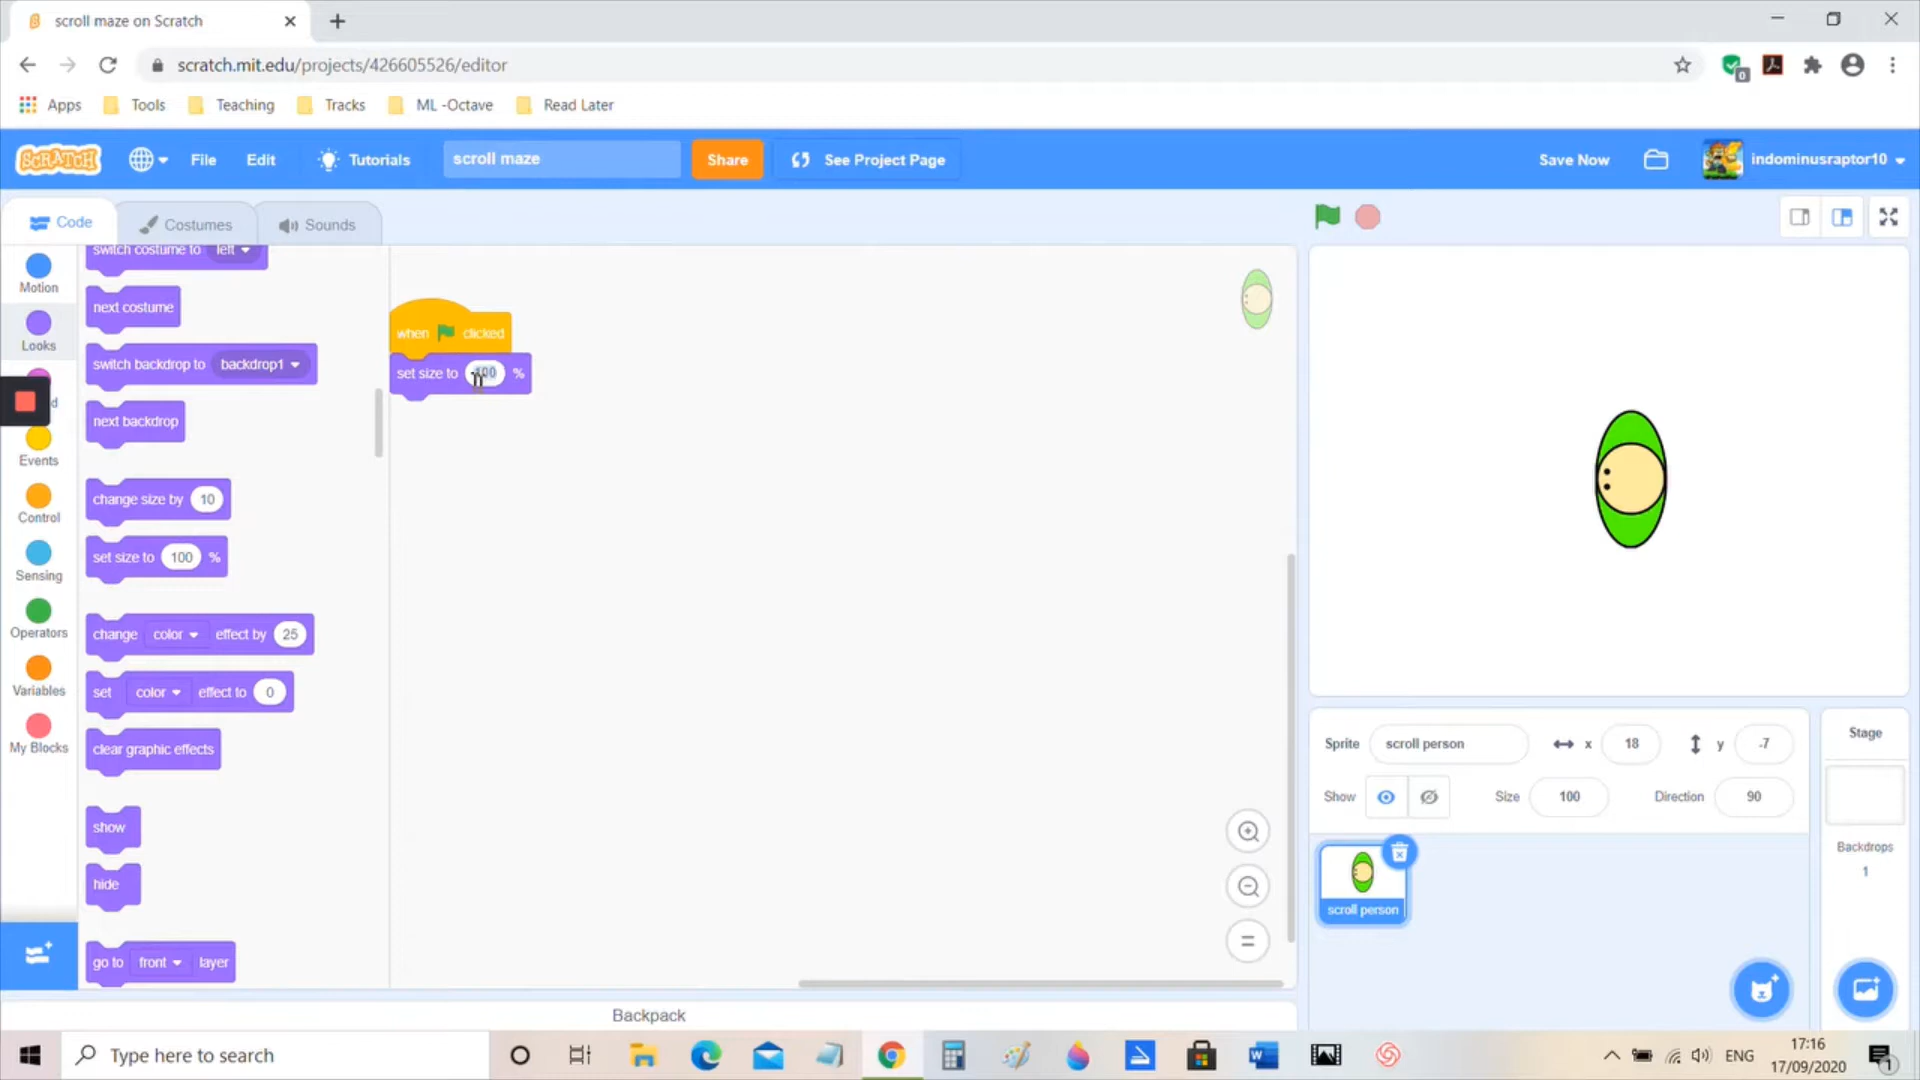 scroll maze on Scratch
scratch.mit.edu/projects/426605526/editor
0
Apps
Tools
Teaching
Tracks
ML -Octave
Read Later
SCRATCH
File
Edit
Tutorials
scroll maze
Share
See Project Page
Save Now
indominusraptor10
Code
Costumes
Sounds
Motion
Looks
d
Events
Control
Sensing
Operators
Variables
My Blocks
switch costume to left
next costume
switch backdrop to backdrop1
next backdrop
change size by 10
set size to 100 %
change color effect by 25
set color effect to 0
clear graphic effects
show
hide
go to front layer
when clicked
set size to 100 %
Sprite scroll person x 18 y -7
Show Size 100 Direction 90
scroll person
Stage
Backdrops
1
Backpack
Type here to search
ENG
17:16
17/09/2020
1